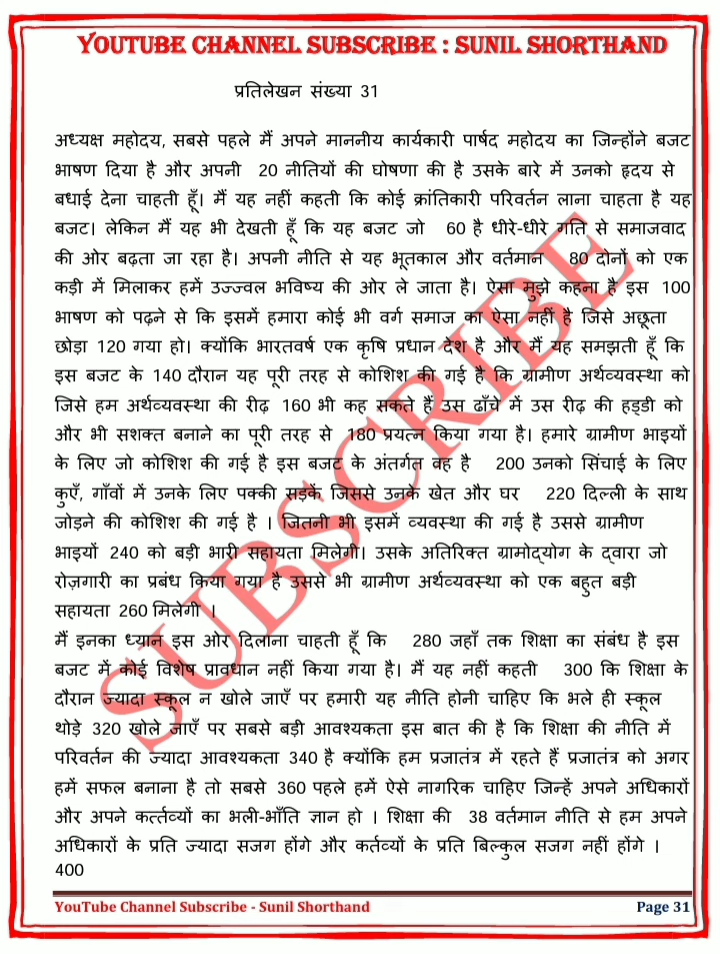 YOUTUBE CHANNEL SUBSCRIBE : SUNIL SHORTHAND
प्रतिलेखन संख्या 31
अध्यक्ष महोदय, सबसे पहले मैं अपने माननीय कार्यकारी पार्षद महोदय का जिन्होंने बजट
भाषण दिया है और अपनी 20 नीतियों की घोषणा की है उसके बारे में उनको हृदय से
बधाई देना चाहती हूँ। मैं यह नहीं कहती कि कोई क्रांतिकारी परिवर्तन लाना चाहता है यह
बजट। लेकिन मैं यह भी देखती हूँ कि यह बजट जो 60 है धीरे-धीरे गति से समाजवाद
की ओर बढ़ता जा रहा है। अपनी नीति से यह भूतकाल और वर्तमान 80 दोनों को एक
कड़ी में मिलाकर हमें उज्ज्वल भविष्य की ओर ले जाता है। ऐसा मुझे कहना है इस 100
भाषण को पढ़ने से कि इसमें हमारा कोई भी वर्ग समाज का ऐसा नहीं है जिसे अछूता
छोड़ा 120 गया हो। क्योंकि भारतवर्ष एक कृषि प्रधान देश है और मैं यह समझती हूँ कि
इस बजट के 140 दौरान यह पूरी तरह से कोशिश की गई है कि ग्रामीण अर्थव्यवस्था को
जिसे हम अर्थव्यवस्था की रीढ़ 160 भी कह सकते हैं उस ढाँचे में उस रीढ़ की हड्डी को
और भी सशक्त बनाने का पूरी तरह से 180 प्रयत्न किया गया है। हमारे ग्रामीण भाइयों
के लिए जो कोशिश की गई है इस बजट के अंतर्गत वह है 200 उनको सिंचाई के लिए
कुएँ, गाँवों में उनके लिए पक्की सड़कें जिससे उनके खेत और घर 220 दिल्ली के साथ
जोड़ने की कोशिश की गई है । जितनी भी इसमें व्यवस्था की गई है उससे ग्रामीण
भाइयों 240 को बड़ी भारी सहायता मिलेगी। उसके अतिरिक्त ग्रामोद्योग के द्वारा जो
रोज़गारी का प्रबंध किया गया है उससे भी ग्रामीण अर्थव्यवस्था को एक बहुत बड़ी
सहायता 260 मिलेगी ।
मैं इनका ध्यान इस ओर दिलाना चाहती हूँ कि 280 जहाँ तक शिक्षा का संबंध है इस
बजट में कोई विशेष प्रावधान नहीं किया गया है। मैं यह नहीं कहती 300 कि शिक्षा के
दौरान ज्यादा स्कूल न खोले जाएँ पर हमारी यह नीति होनी चाहिए कि भले ही स्कूल
थोड़े 320 खोले जाएँ पर सबसे बड़ी आवश्यकता इस बात की है कि शिक्षा की नीति में
परिवर्तन की ज्यादा आवश्यकता 340 है क्योंकि हम प्रजातंत्र में रहते हैं प्रजातंत्र को अगर
हमें सफल बनाना है तो सबसे 360 पहले हमें ऐसे नागरिक चाहिए जिन्हें अपने अधिकारों
और अपने कर्त्तव्यों का भली-भाँति ज्ञान हो । शिक्षा की 38 वर्तमान नीति से हम अपने
अधिकारों के प्रति ज्यादा सजग होंगे और कर्तव्यों के प्रति बिल्कुल सजग नहीं होंगे ।
400
SUBSCRIBE
YouTube Channel Subscribe - Sunil Shorthand Page 31